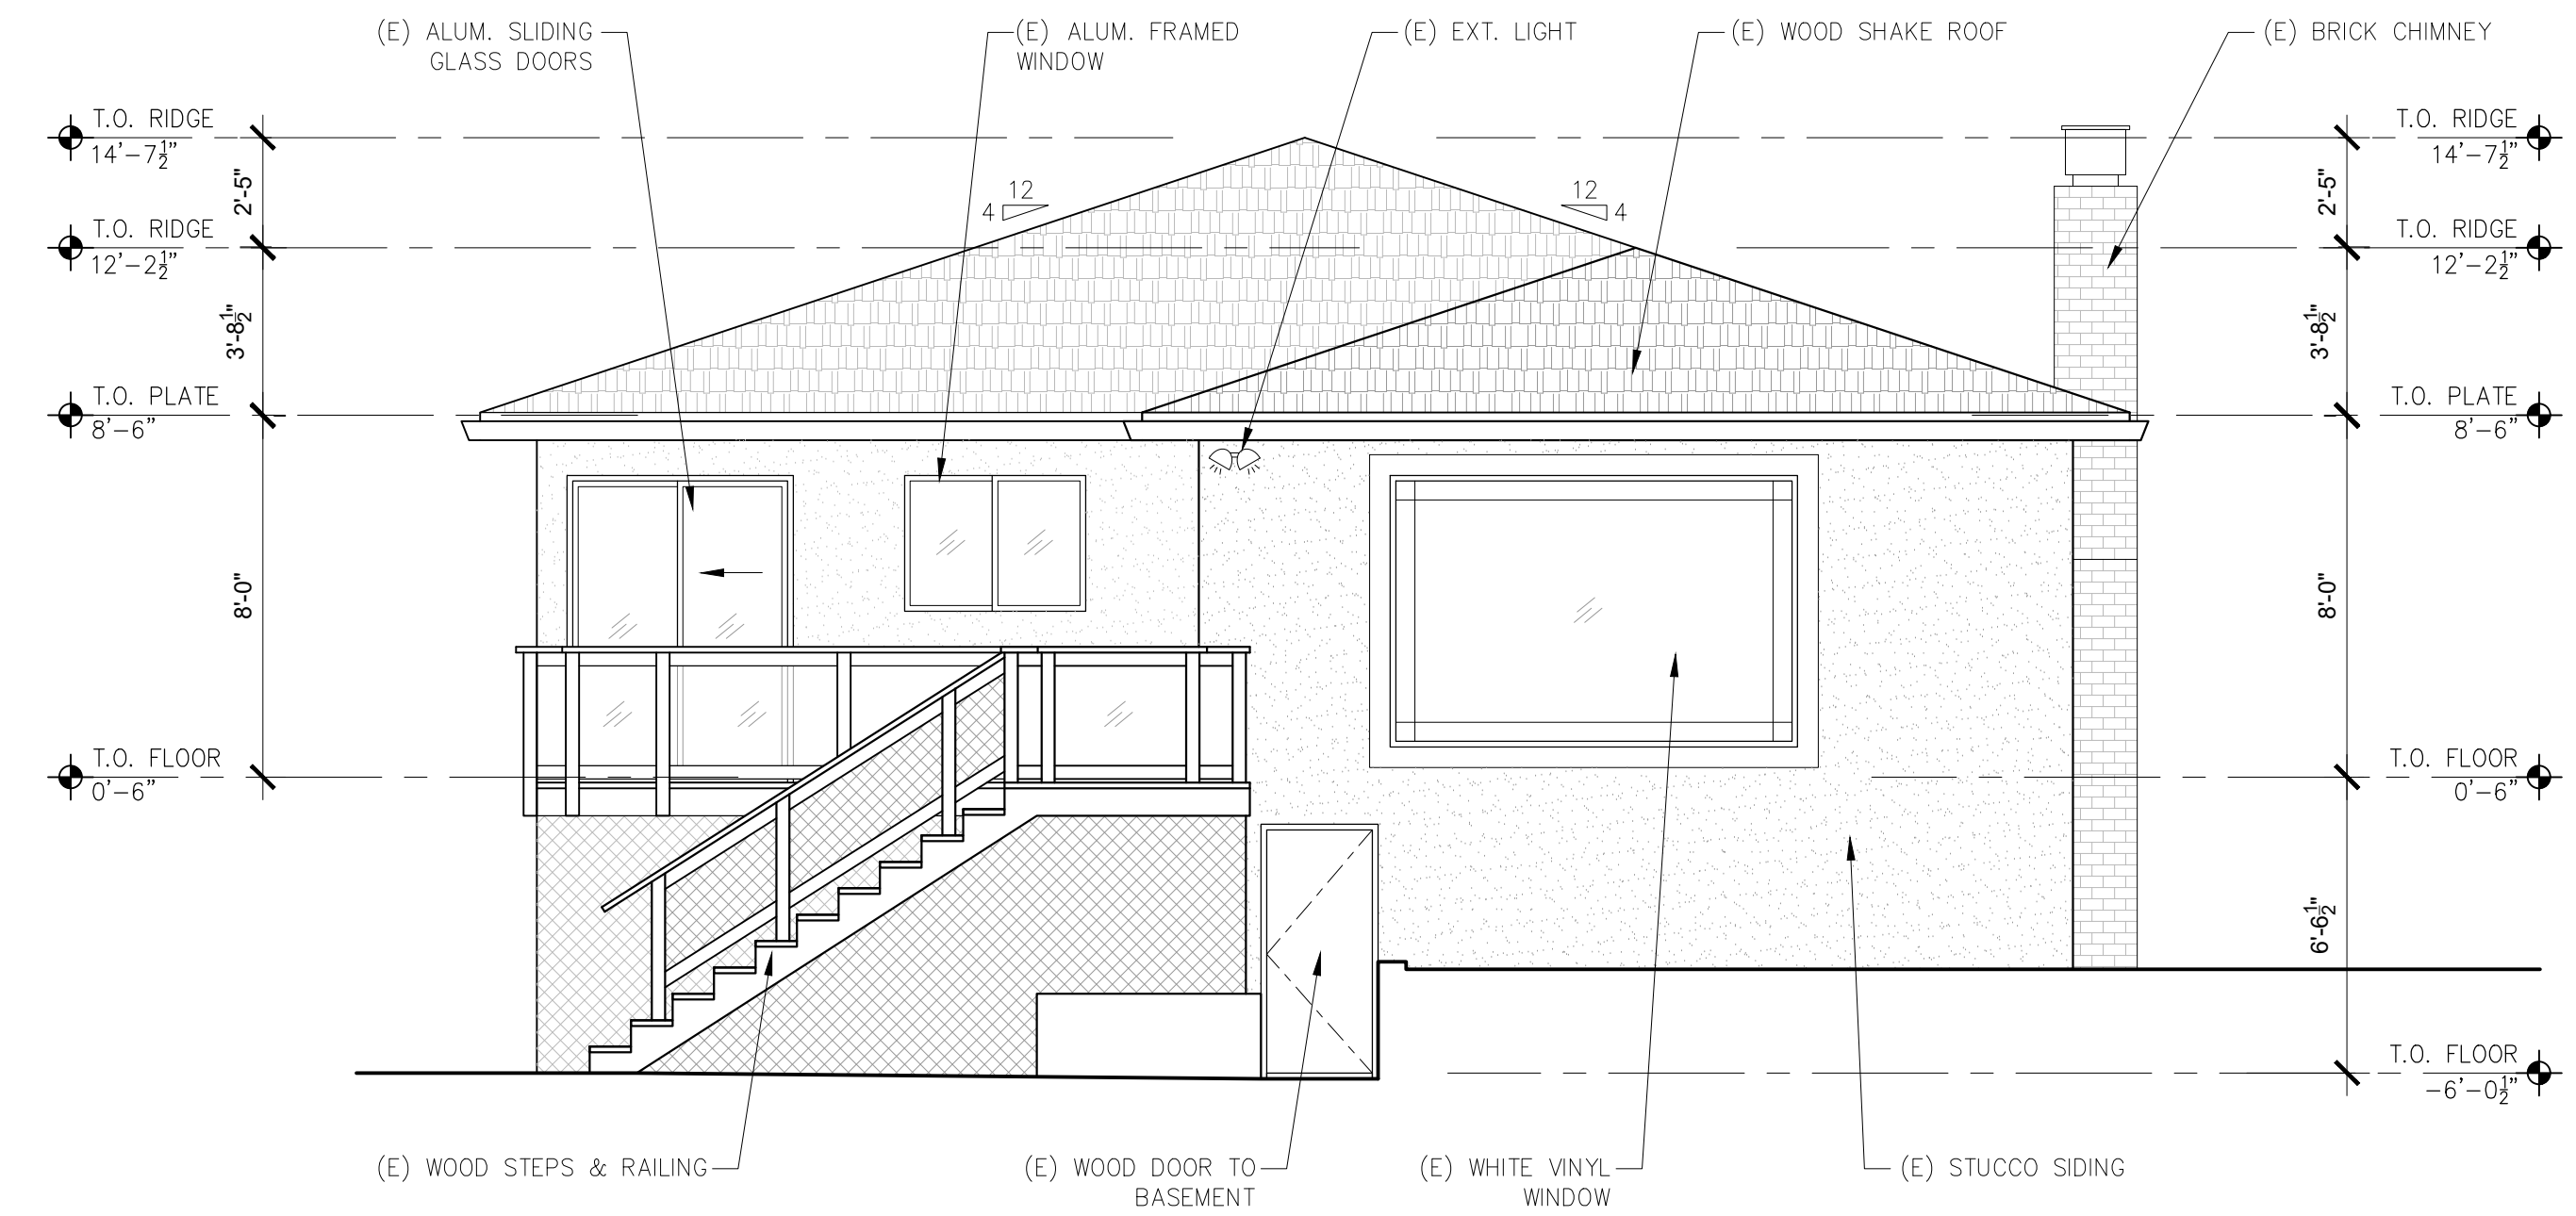 (E) ALUM. SLIDING
GLASS DOORS
(E) ALUM. FRAMED
WINDOW
(E) EXT. LIGHT
(E) WOOD SHAKE ROOF
(E) BRICK CHIMNEY
T.O. RIDGE
14'-7½"
2'-5"
T.O. RIDGE
12'-2½"
3'-8½"
T.O. PLATE
8'-6"
8'-0"
T.O. FLOOR
0'-6"
12
4
12
4
T.O. RIDGE
14'-7½"
2'-5"
T.O. RIDGE
12'-2½"
3'-8½"
T.O. PLATE
8'-6"
8'-0"
T.O. FLOOR
0'-6"
6'-6½"
T.O. FLOOR
-6'-0½"
(E) WOOD STEPS & RAILING
(E) WOOD DOOR TO
BASEMENT
(E) WHITE VINYL
WINDOW
(E) STUCCO SIDING